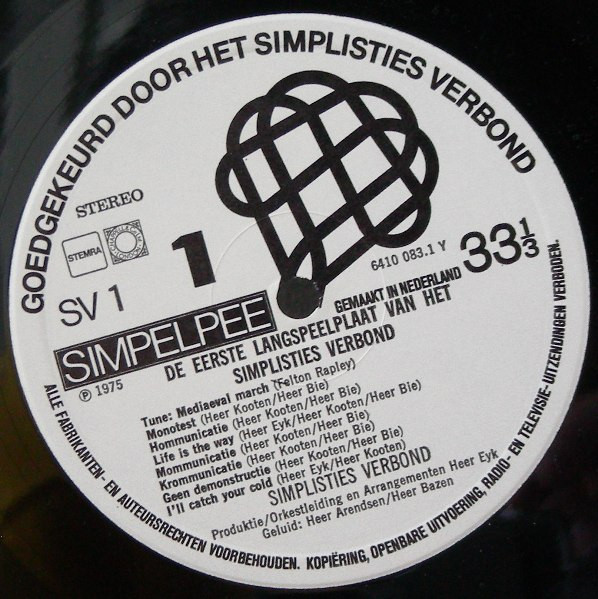 GOEDGEKEURD DOOR HET SIMPLISTIES VERBOND
STEREO
STEMRA
1
6410 083.1 Y
33 1/3
SV 1
SIMPELPEE
GEMAAKT IN NEDERLAND
℗ 1975
DE EERSTE LANGSPEELPLAAT VAN HET
SIMPLISTIES VERBOND
Tune: Mediaeval march (Felton Rapley)
Monotest (Heer Kooten/Heer Bie)
Hommunicatie (Heer Kooten/Heer Bie)
Life is the way (Heer Eyk/Heer Kooten/Heer Bie)
Mommunicatie (Heer Kooten/Heer Bie)
Krommunicatie (Heer Kooten/Heer Bie)
Geen demonstructie (Heer Kooten/Heer Bie)
I'll catch your cold (Heer Eyk/Heer Kooten)
SIMPLISTIES VERBOND
Produktie/Orkestleiding en Arrangementen Heer Eyk
Geluid: Heer Arendsen/Heer Bazen
ALLE FABRIKANTEN- EN AUTEURSRECHTEN VOORBEHOUDEN. KOPIËRING, OPENBARE UITVOERING, RADIO- EN TELEVISIE-UITZENDINGEN VERBODEN.